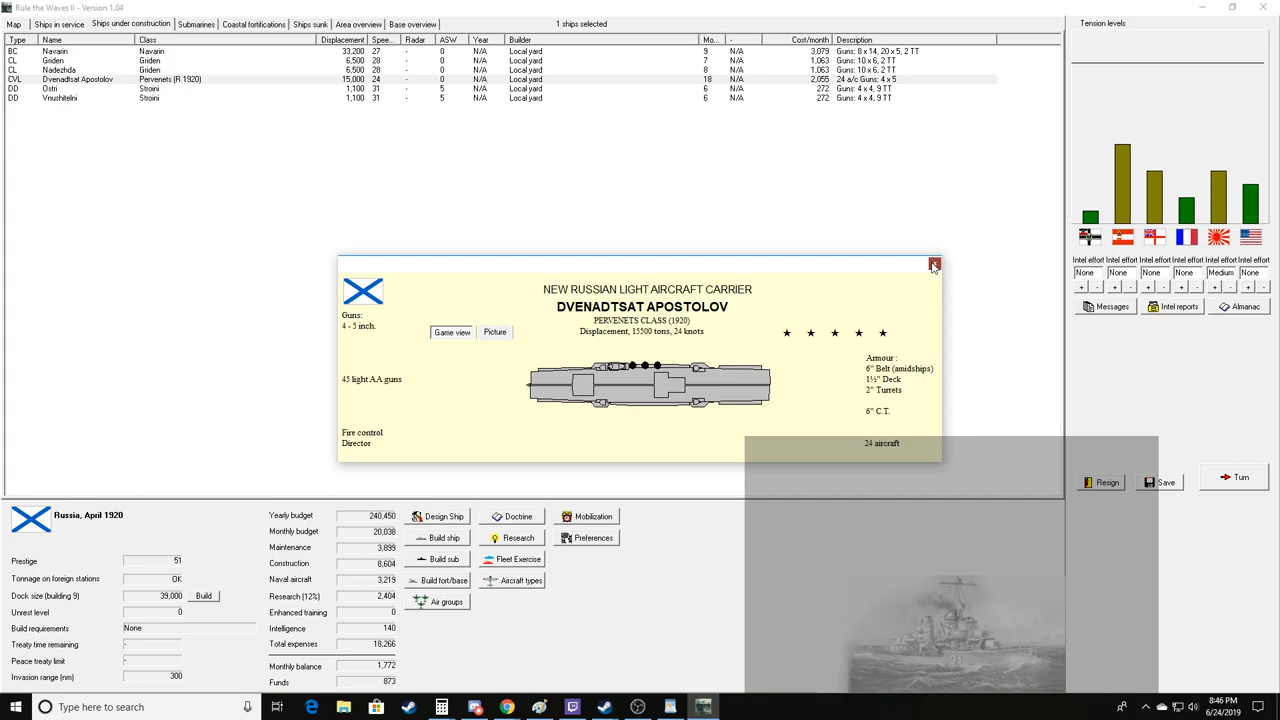 Rule the Waves II - Version 1.04
Map Ships in service Ships under construction Submarines Coastal fortifications Ships sunk Area overview Base overview 1 ships selected
Type Name Class Displacement Spee... Radar ASW Year Builder Mo... - Cost/month Description
BC Navarin Navarin 33,200 27 - 0 N/A Local yard 9 N/A 3,079 Guns: 8 x 14, 20 x 5, 2 TT
CL Griden Griden 6,500 28 - 0 N/A Local yard 7 N/A 1,063 Guns: 10 x 6, 2 TT
CL Nadezhda Griden 6,500 28 - 0 N/A Local yard 8 N/A 1,063 Guns: 10 x 6, 2 TT
CVL Dvenadtsat Apostolov Pervenets (R 1920) 15,000 24 - 0 N/A Local yard 18 N/A 2,055 24 a/c Guns: 4 x 5
DD Ostri Stroini 1,100 31 - 5 N/A Local yard 6 N/A 272 Guns: 4 x 4, 9 TT
DD Vnushitelni Stroini 1,100 31 - 5 N/A Local yard 6 N/A 272 Guns: 4 x 4, 9 TT
Tension levels
Intel effort Intel effort Intel effort Intel effort Intel effort Intel effort
None None None None Medium None
+ - + - + - + - + - + -
Messages Intel reports Almanac
NEW RUSSIAN LIGHT AIRCRAFT CARRIER
DVENADTSAT APOSTOLOV
PERVENETS CLASS (1920)
Displacement, 15500 tons, 24 knots
Guns:
4 - 5 inch.
Game view Picture
45 light AA guns
Fire control
Director
Armour :
6" Belt (amidships)
1½" Deck
2" Turrets
6" C.T.
24 aircraft
Resign Save Turn
Russia, April 1920
Prestige 51
Tonnage on foreign stations OK
Dock size (building 9) 39,000 Build
Unrest level 0
Build requirements None
Treaty time remaining -
Peace treaty limit -
Invasion range (nm) 300
Yearly budget 240,450
Monthly budget 20,038
Maintenance 3,899
Construction 8,604
Naval aircraft 3,219
Research (12%) 2,404
Enhanced training 0
Intelligence 140
Total expenses 18,266
Monthly balance 1,772
Funds 873
Design Ship Doctrine Mobilization
Build ship Research Preferences
Build sub Fleet Exercise
Build fort/base Aircraft types
Air groups
Type here to search
8:46 PM
6/24/2019